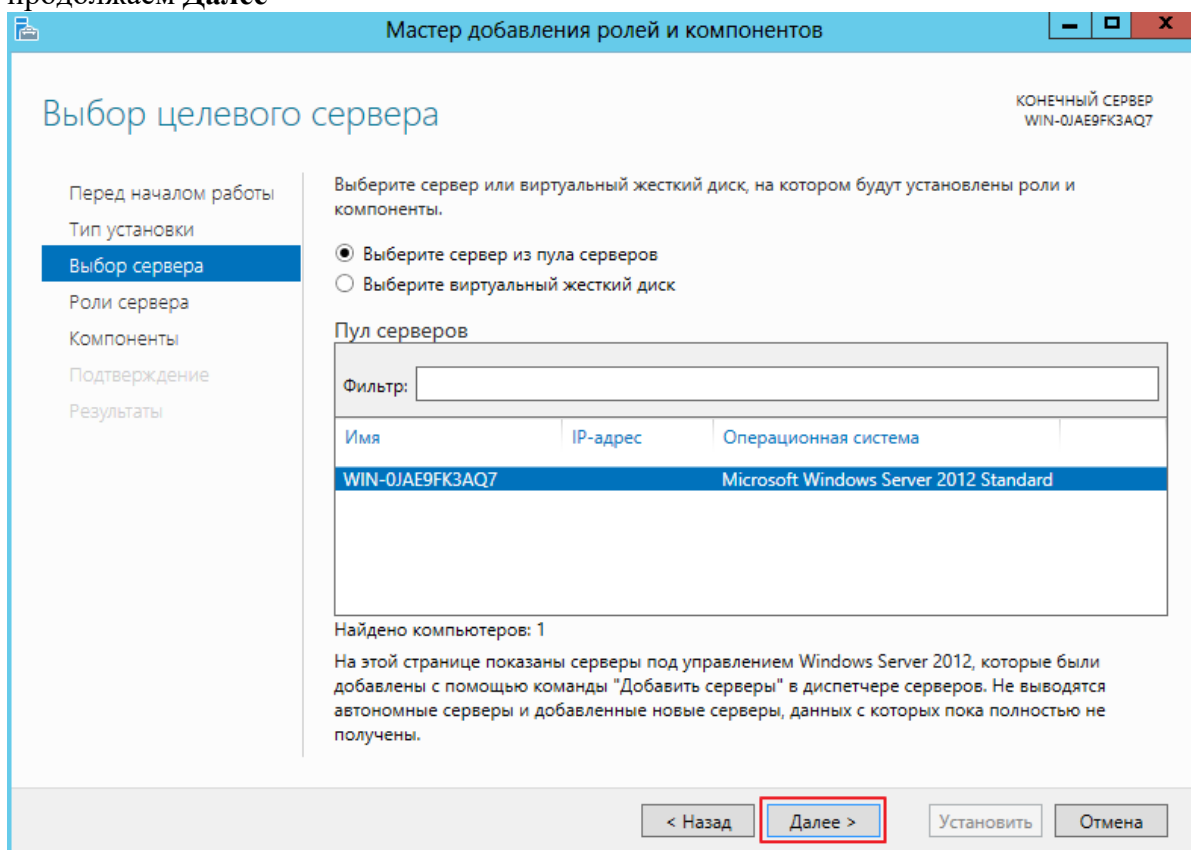 продолжаем Далее
Мастер добавления ролей и компонентов
Выбор целевого сервера
КОНЕЧНЫЙ СЕРВЕР
WIN-0JAE9FK3AQ7
Перед началом работы
Тип установки
Выбор сервера
Роли сервера
Компоненты
Подтверждение
Результаты
Выберите сервер или виртуальный жесткий диск, на котором будут установлены роли и
компоненты.
Выберите сервер из пула серверов
Выберите виртуальный жесткий диск
Пул серверов
Фильтр:
Имя IP-адрес Операционная система
WIN-0JAE9FK3AQ7 Microsoft Windows Server 2012 Standard
Найдено компьютеров: 1
На этой странице показаны серверы под управлением Windows Server 2012, которые были
добавлены с помощью команды "Добавить серверы" в диспетчере серверов. Не выводятся
автономные серверы и добавленные новые серверы, данных с которых пока полностью не
получены.
< Назад Далее > Установить Отмена